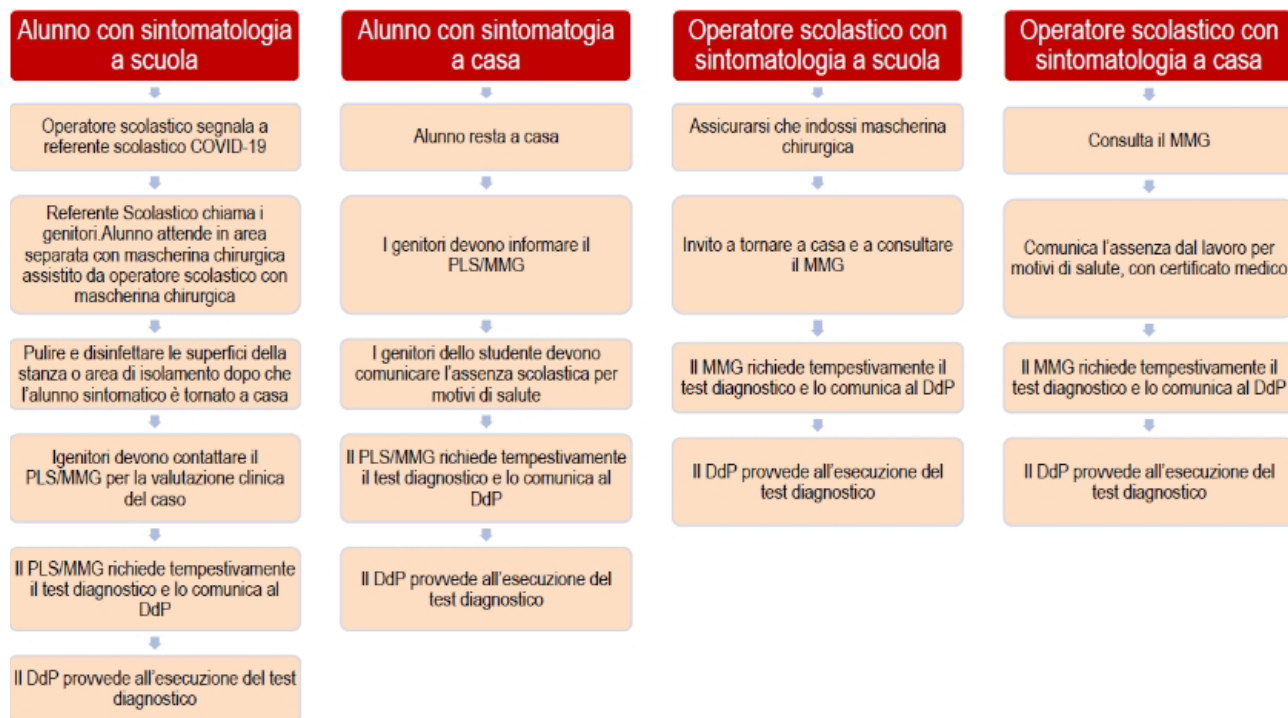 Alunno con sintomatologia
a scuola
Operatore scolastico segnala a
referente scolastico COVID-19
Referente Scolastico chiama i
genitori.Alunno attende in area
separata con mascherina chirurgica
assistito da operatore scolastico con
mascherina chirurgica
Pulire e disinfettare le superfici della
stanza o area di isolamento dopo che
l'alunno sintomatico è tornato a casa
Igenitori devono contattare il
PLS/MMG per la valutazione clinica
del caso
Il PLS/MMG richiede tempestivamente
il test diagnostico e lo comunica al
DdP
Il DdP provvede all'esecuzione del test
diagnostico
Alunno con sintomatogia
a casa
Alunno resta a casa
I genitori devono informare il
PLS/MMG
I genitori dello studente devono
comunicare l'assenza scolastica per
motivi di salute
Il PLS/MMG richiede tempestivamente
il test diagnostico e lo comunica al
DdP
Il DdP provvede all'esecuzione del
test diagnostico
Operatore scolastico con
sintomatologia a scuola
Assicurarsi che indossi mascherina
chirurgica
Invito a tornare a casa e a consultare
il MMG
Il MMG richiede tempestivamente il
test diagnostico e lo comunica al DdP
Il DdP provvede all'esecuzione del
test diagnostico
Operatore scolastico con
sintomatologia a casa
Consulta il MMG
Comunica l'assenza dal lavoro per
motivi di salute, con certificato medico
Il MMG richiede tempestivamente il
test diagnostico e lo comunica al DdP
Il DdP provvede all'esecuzione del
test diagnostico